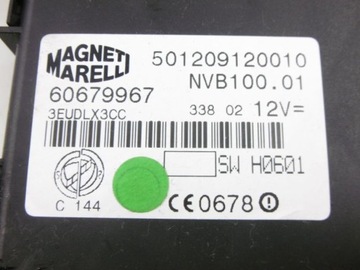 MAGNETI MARELLI
501209120010
NVB100.01
60679967
338 02 12V=
3EUDLX3CC
SW H0601
C 144
CE0678